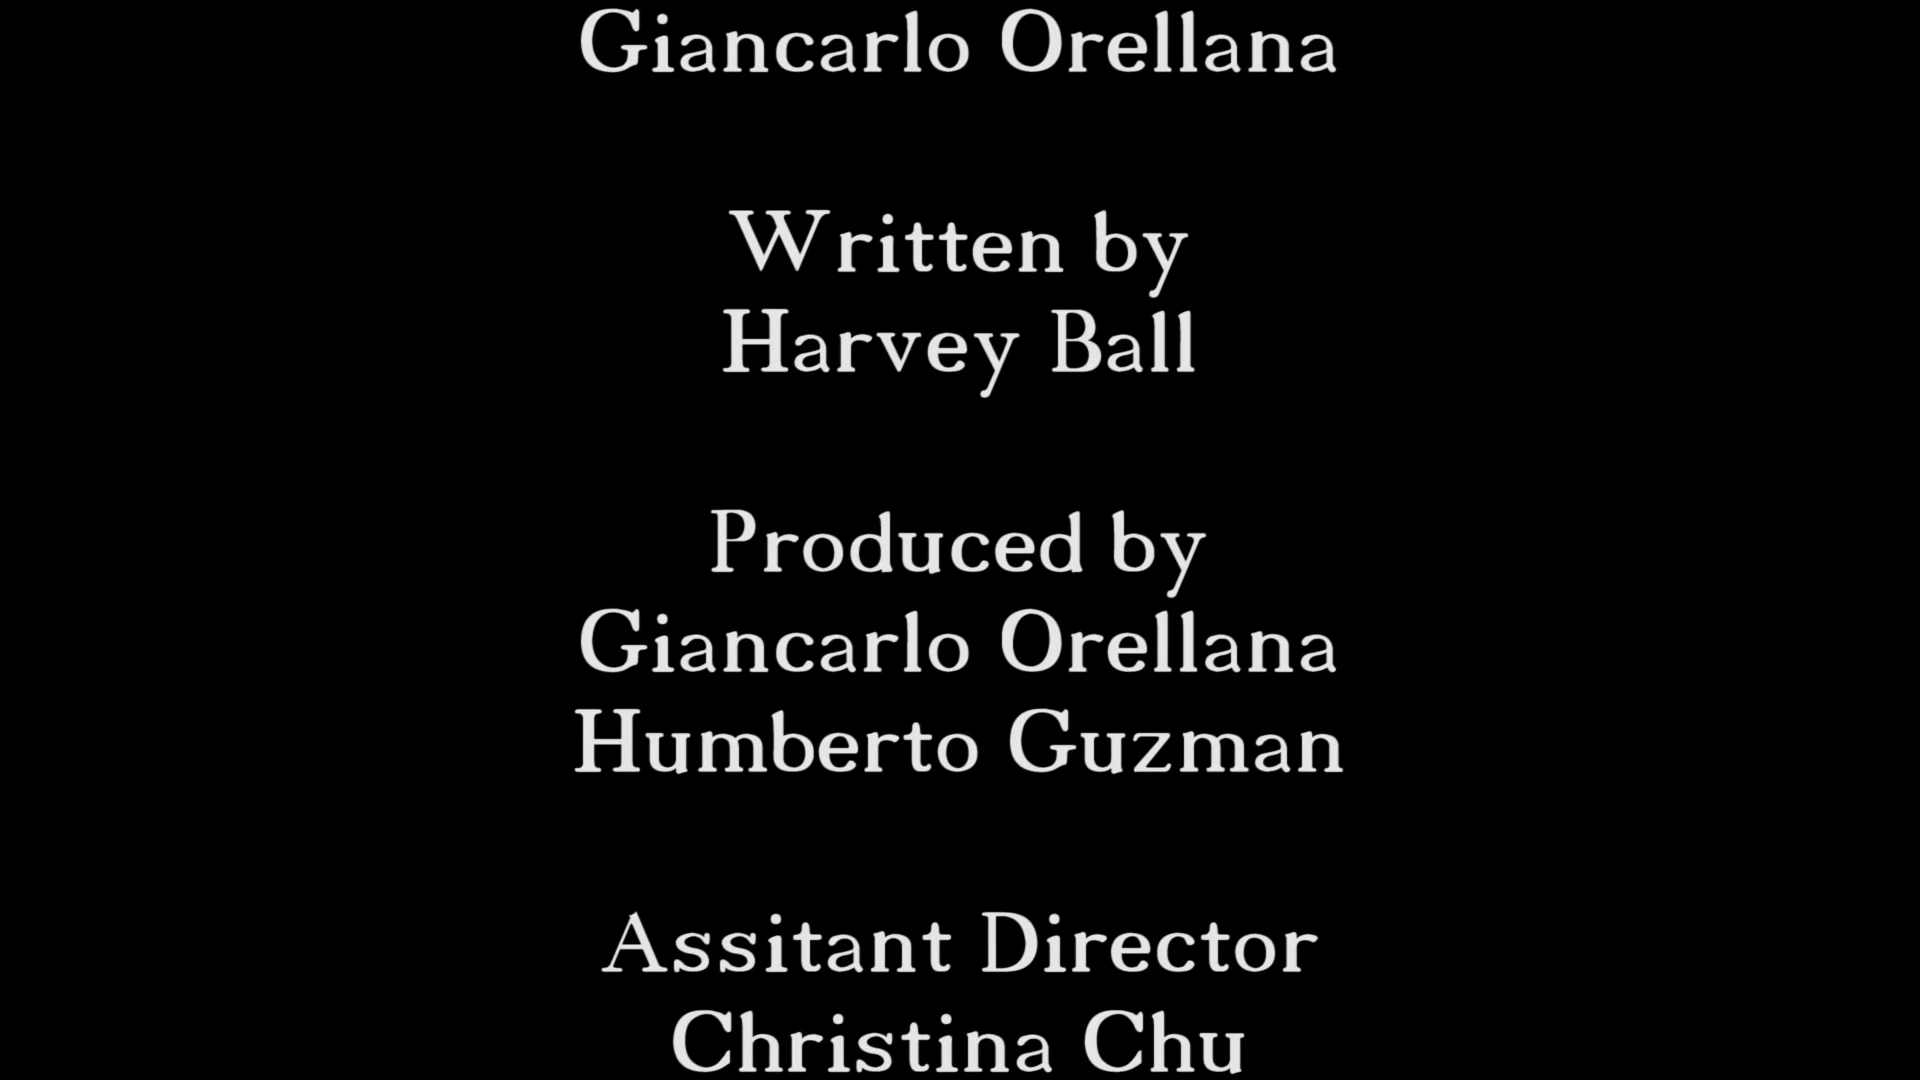 Giancarlo Orellana
Written by
Harvey Ball
Produced by
Giancarlo Orellana
Humberto Guzman
Assitant Director
Christina Chu